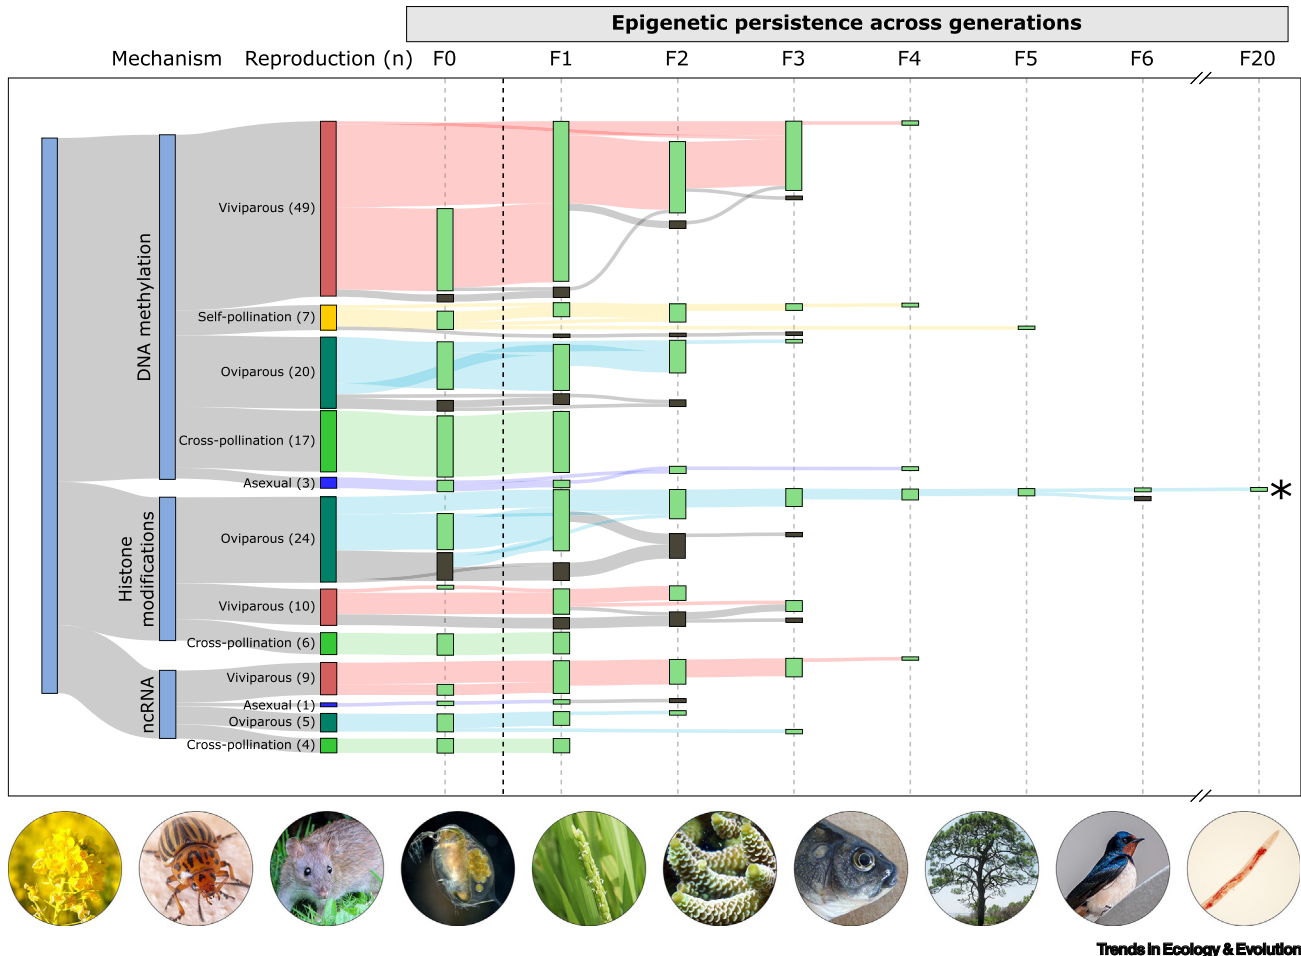 Epigenetic persistence across generations
Mechanism Reproduction (n) F0 F1 F2 F3 F4 F5 F6 F20
DNA methylation
Viviparous (49)
Self-pollination (7)
Oviparous (20)
Cross-pollination (17)
Asexual (3)
Histone
modifications
Oviparous (24)
*
Viviparous (10)
Cross-pollination (6)
ncRNA
Viviparous (9)
Asexual (1)
Oviparous (5)
Cross-pollination (4)
Trends in Ecology & Evolution